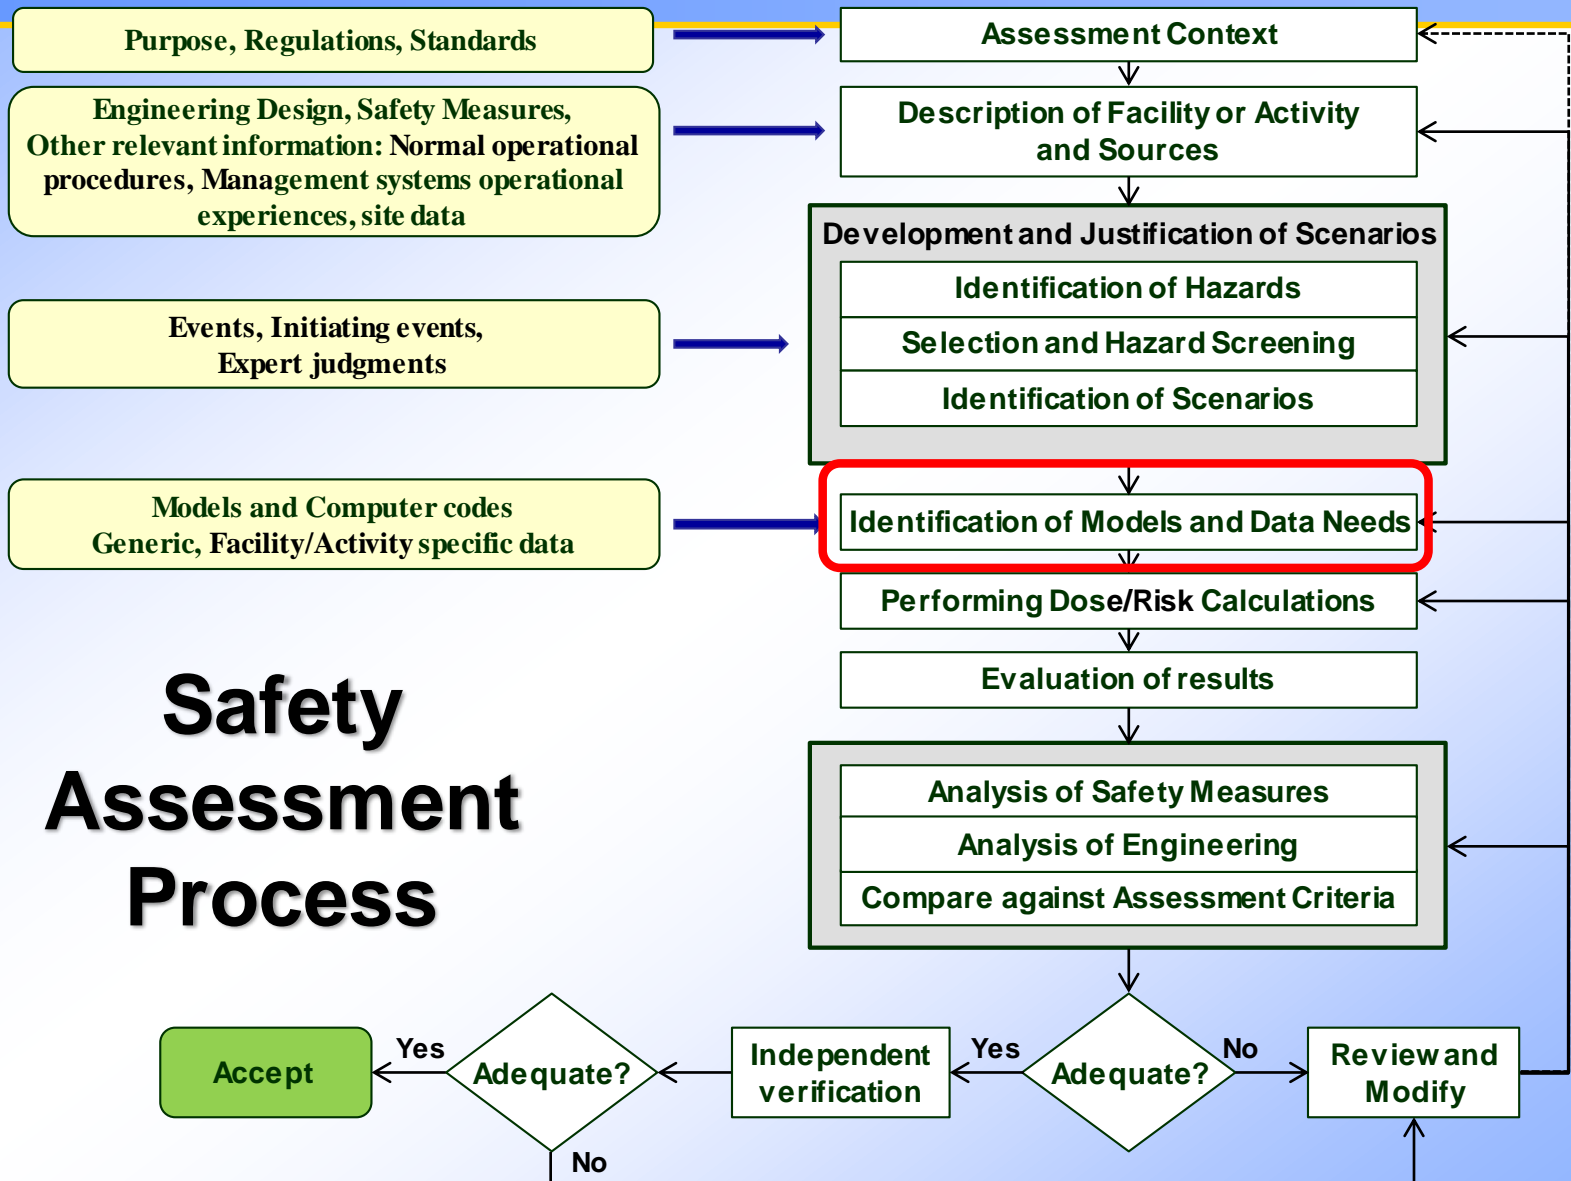 Purpose, Regulations, Standards
Assessment Context
Engineering Design, Safety Measures,
Other relevant information: Normal operational
procedures, Management systems operational
experiences, site data
Description of Facility or Activity
and Sources
Development and Justification of Scenarios
Identification of Hazards
Selection and Hazard Screening
Identification of Scenarios
Events, Initiating events,
Expert judgments
Models and Computer codes
Generic, Facility/Activity specific data
Identification of Models and Data Needs
Performing Dose/Risk Calculations
Evaluation of results
Safety
Assessment
Process
Analysis of Safety Measures
Analysis of Engineering
Compare against Assessment Criteria
Accept
Yes
Adequate?
No
Independent
verification
Yes
Adequate?
No
Review and
Modify